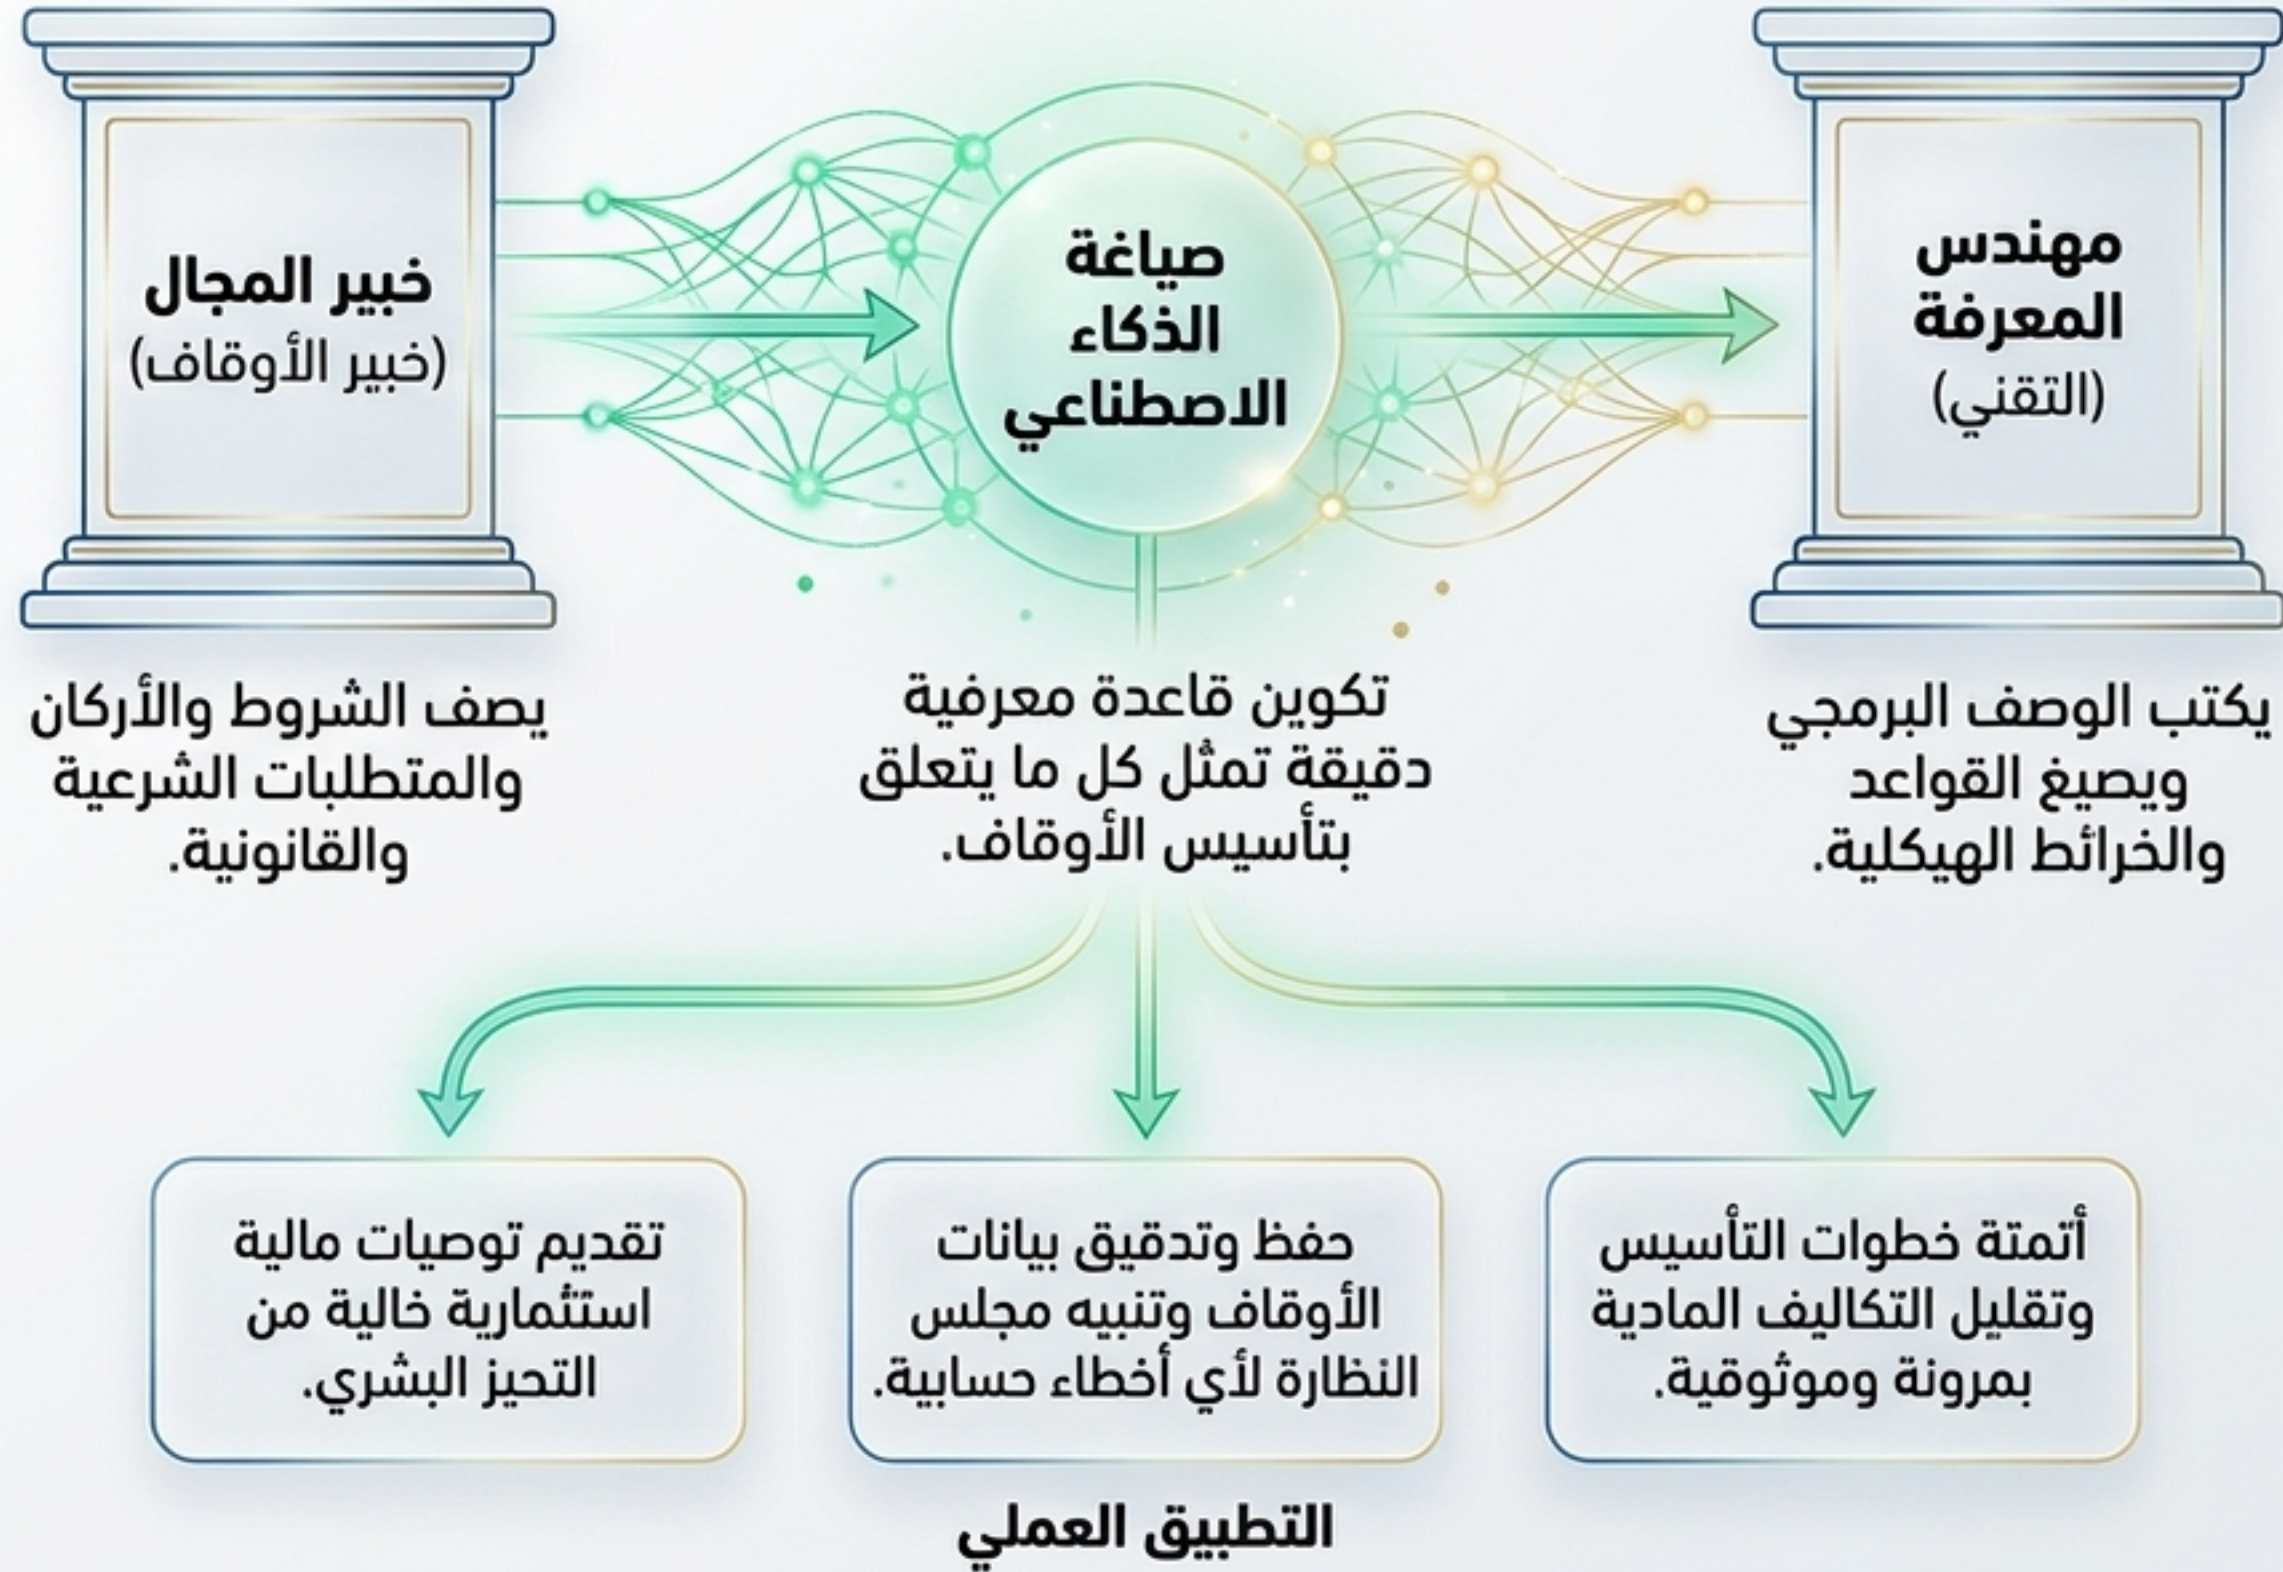 مهندس
المعرفة
(التقني)
يكتب الوصف البرمجي
ويصيغ القواعد
والخرائط الهيكلية.
صياغة
الذكاء
الاصطناعي
تكوين قاعدة معرفية
دقيقة تمثل كل ما يتعلق
بتأسيس الأوقاف.
خبير المجال
(خبير الأوقاف)
يصف الشروط والأركان
والمتطلبات الشرعية
والقانونية.
أتمتة خطوات التأسيس
وتقليل التكاليف المادية
بمرونة وموثوقية.
حفظ وتدقيق بيانات
الأوقاف وتنبيه مجلس
النظارة لأي أخطاء حسابية.
تقديم توصيات مالية
استثمارية خالية من
التحيز البشري.
التطبيق العملي